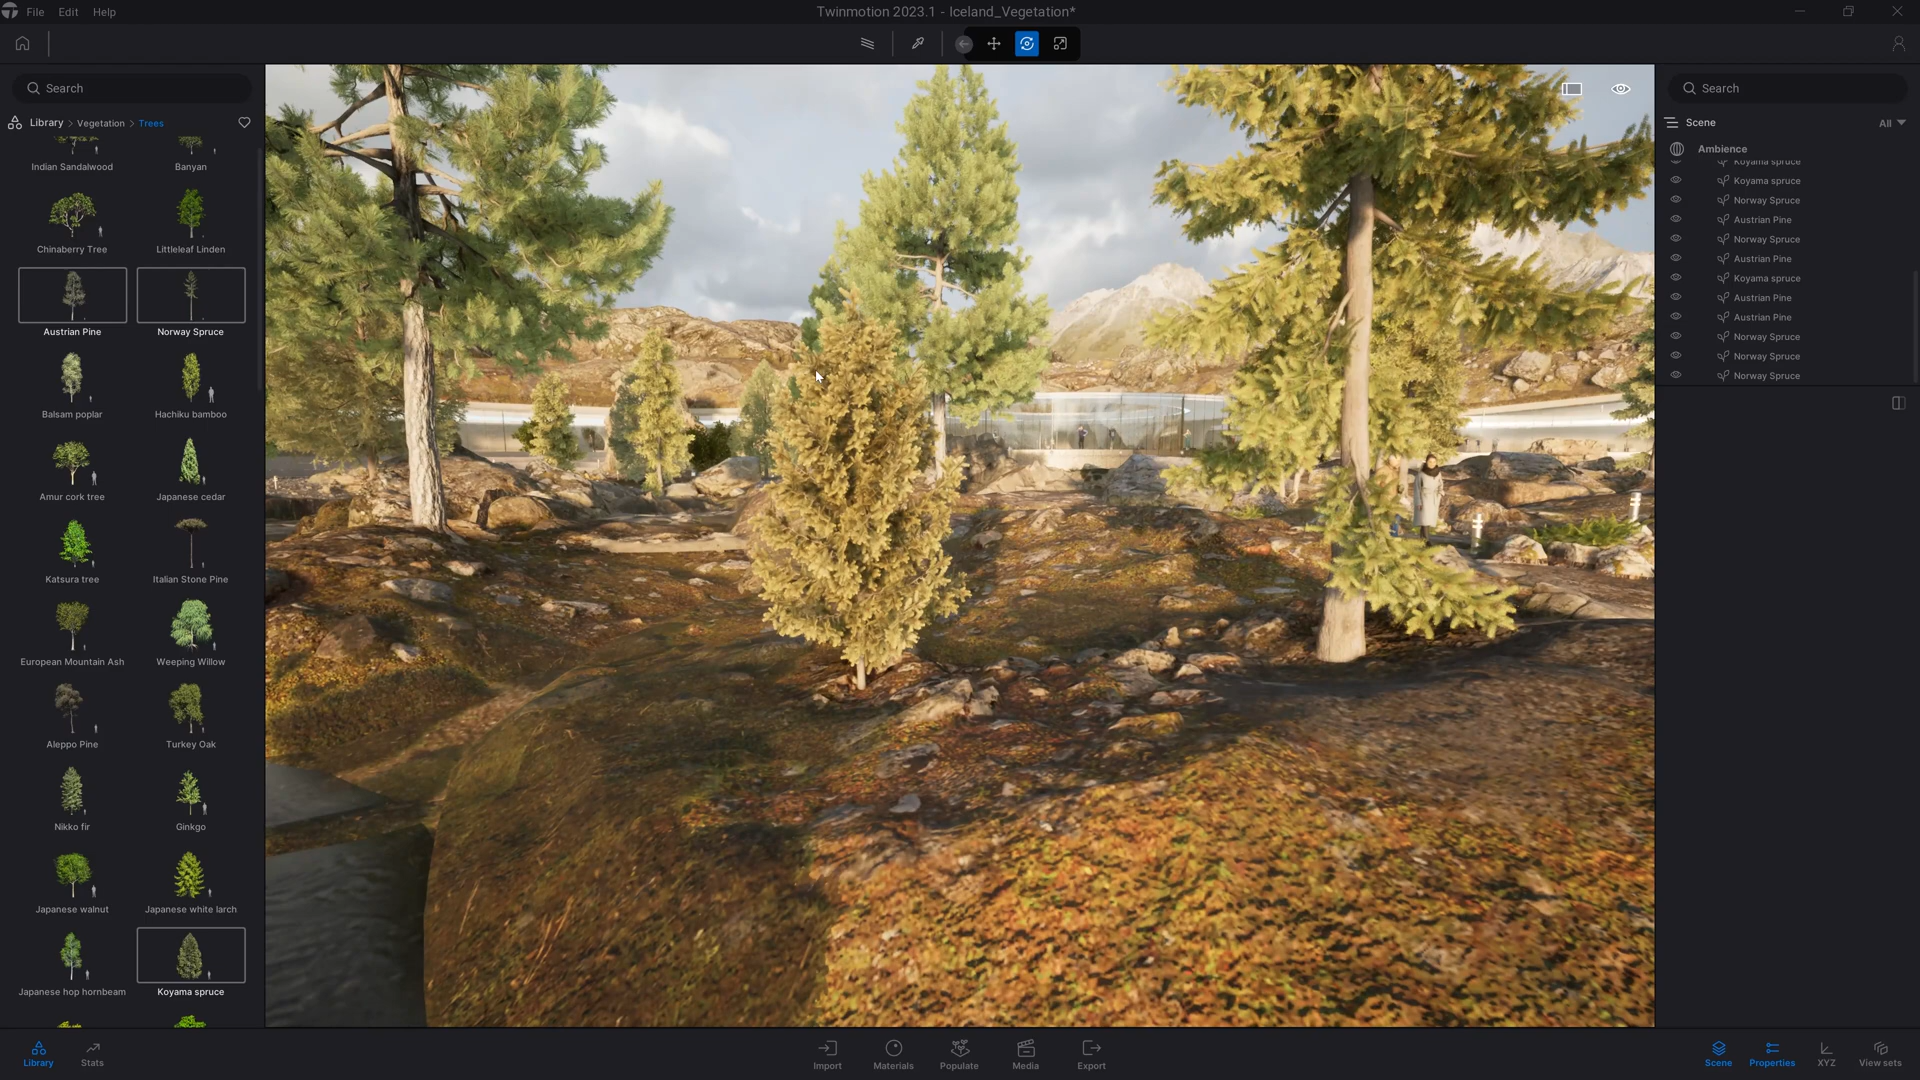 File Edit Help
Twinmotion 2023.1 - Iceland_Vegetation*
Search
Library > Vegetation > Trees
Indian Sandalwood
Banyan
Chinaberry Tree
Littleleaf Linden
Austrian Pine
Norway Spruce
Balsam poplar
Hachiku bamboo
Amur cork tree
Japanese cedar
Katsura tree
Italian Stone Pine
European Mountain Ash
Weeping Willow
Aleppo Pine
Turkey Oak
Nikko fir
Ginkgo
Japanese walnut
Japanese white larch
Japanese hop hornbeam
Koyama spruce
Search
Scene
All
Ambience
Koyama spruce
Koyama spruce
Norway Spruce
Austrian Pine
Norway Spruce
Austrian Pine
Koyama spruce
Austrian Pine
Austrian Pine
Norway Spruce
Norway Spruce
Norway Spruce
Library
Stats
Import
Materials
Populate
Media
Export
Scene
Properties
XYZ
View sets